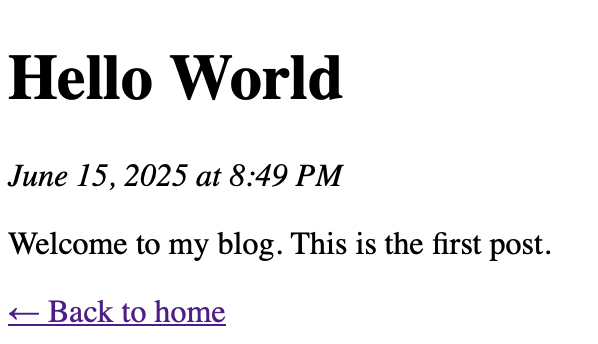 Hello World
June 15, 2025 at 8:49 PM
Welcome to my blog. This is the first post.
← Back to home